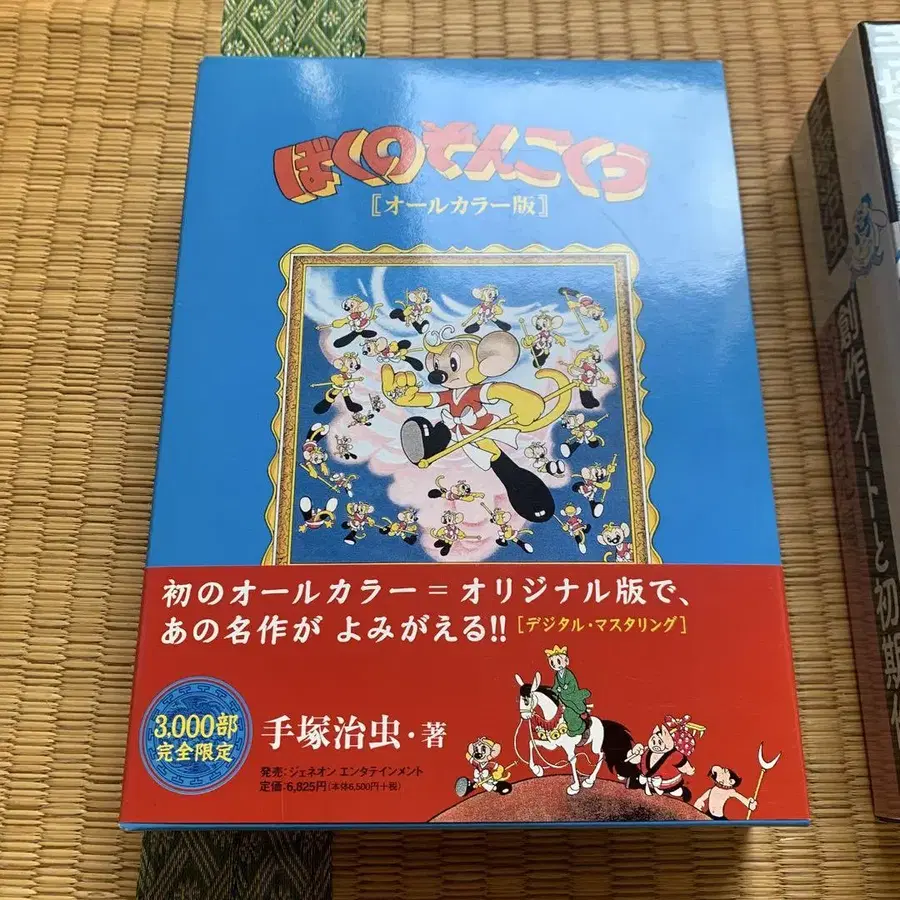 ぼくのそんごくう
〚オールカラー版〛
初のオールカラー＝オリジナル版で、
あの名作が よみがえる!!［デジタル・マスタリング］
3,000部
完全限定
手塚治虫・著
発売：ジェネオン エンタテインメント
定価：6,825円（本体6,500円＋税）
創作ノートと初期